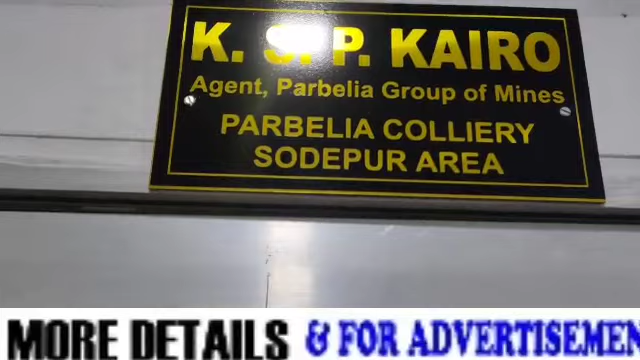 K. S. P. KAIRO
Agent, Parbelia Group of Mines
PARBELIA COLLIERY
SODEPUR AREA
MORE DETAILS & FOR ADVERTISEMEN